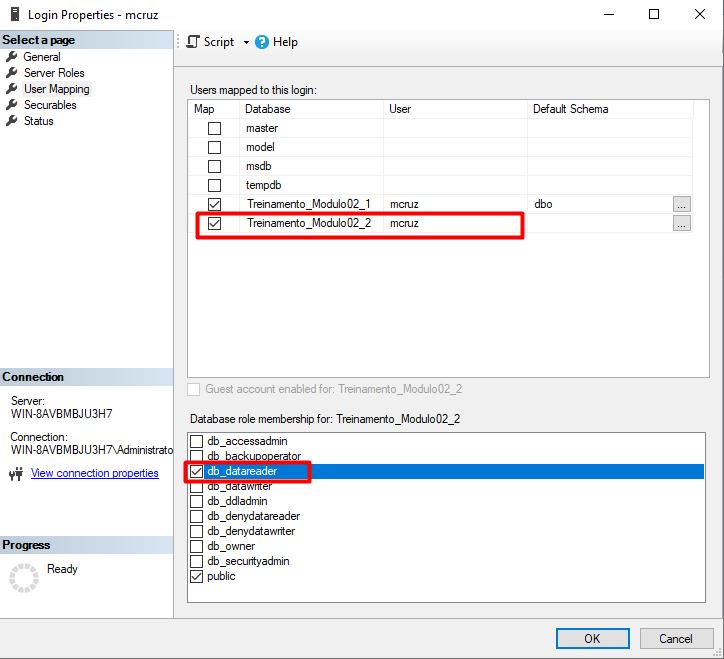 Login Properties - mcruz
Select a page
General
Server Roles
User Mapping
Securables
Status
Script Help
Users mapped to this login:
Map Database User Default Schema
master
model
msdb
tempdb
Treinamento_Modulo02_1 mcruz dbo ...
Treinamento_Modulo02_2 mcruz ...
Guest account enabled for: Treinamento_Modulo02_2
Database role membership for: Treinamento_Modulo02_2
db_accessadmin
db_backupoperator
db_datareader
db_datawriter
db_ddladmin
db_denydatareader
db_denydatawriter
db_owner
db_securityadmin
public
Connection
Server:
WIN-8AVBMBJU3H7
Connection:
WIN-8AVBMBJU3H7\Administrato
View connection properties
Progress
Ready
OK Cancel